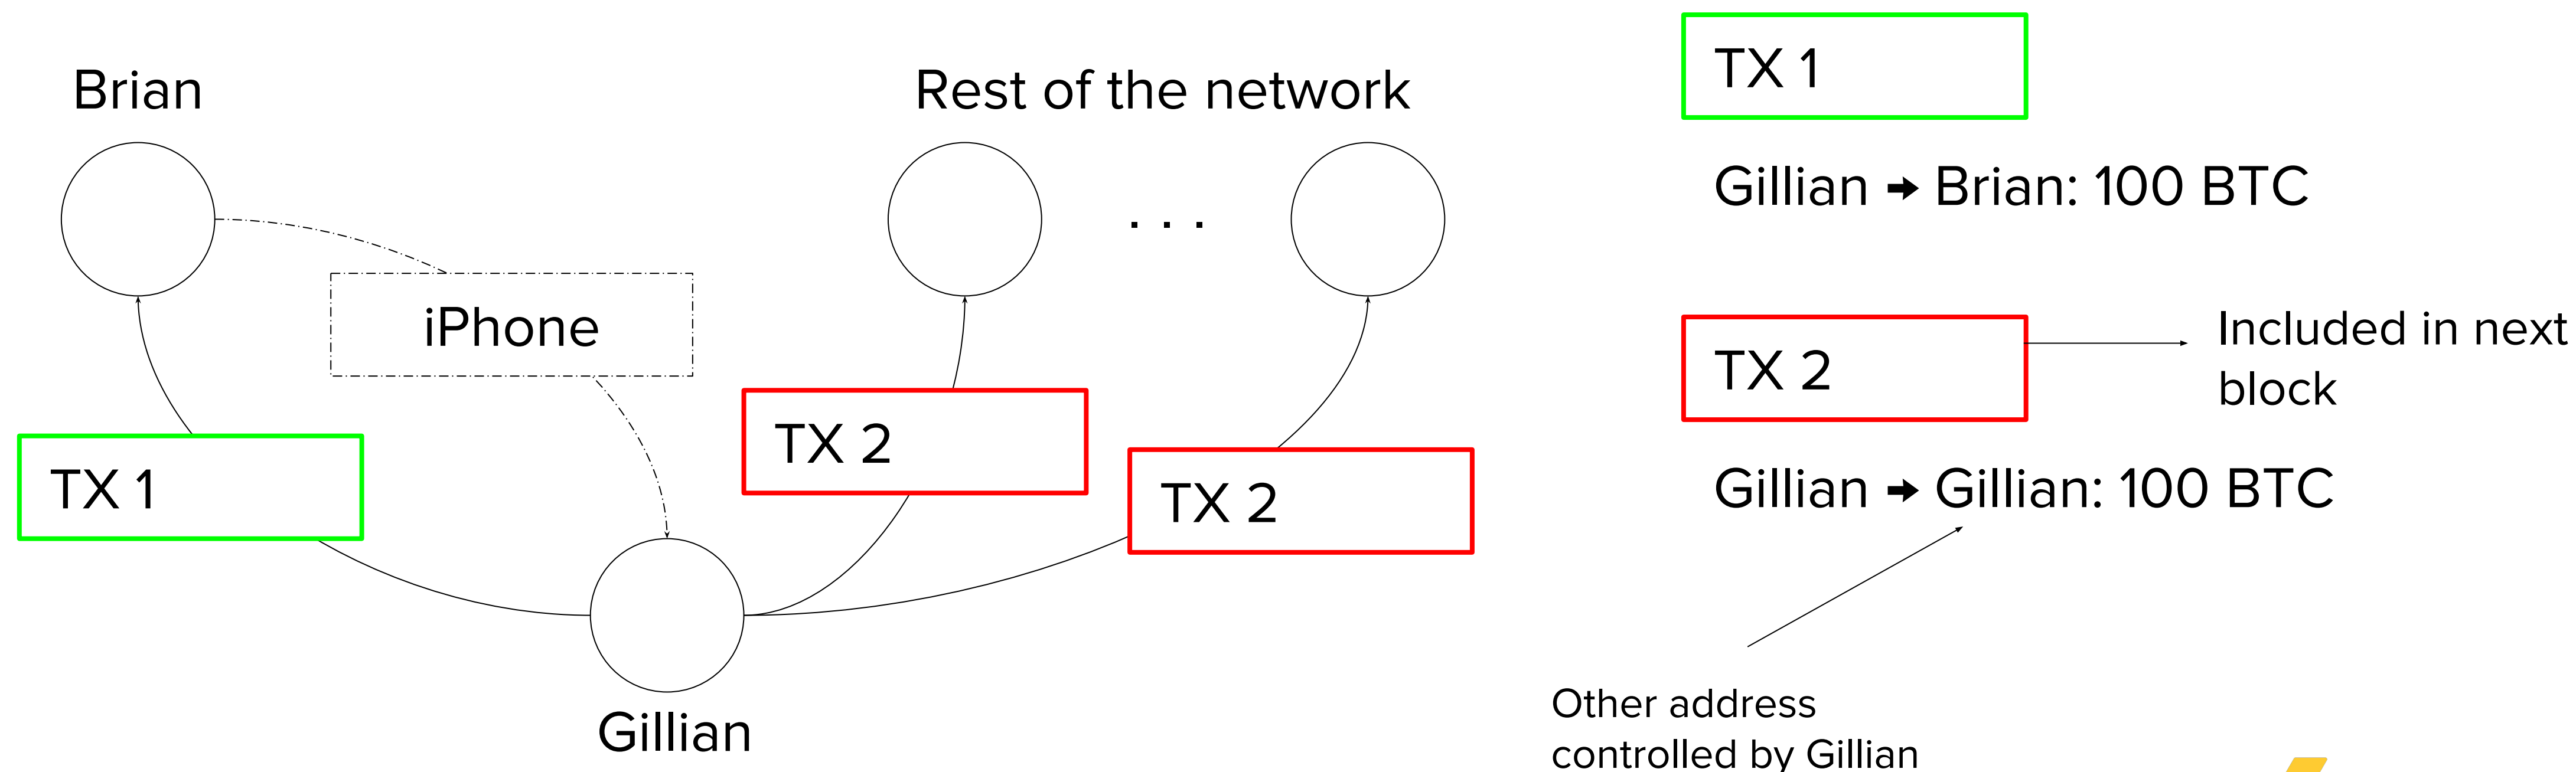 Brian
Rest of the network
iPhone
TX 1
TX 2
TX 2
Gillian
TX 1
Gillian → Brian: 100 BTC
TX 2
Included in next
block
Gillian → Gillian: 100 BTC
Other address
controlled by Gillian
. . .